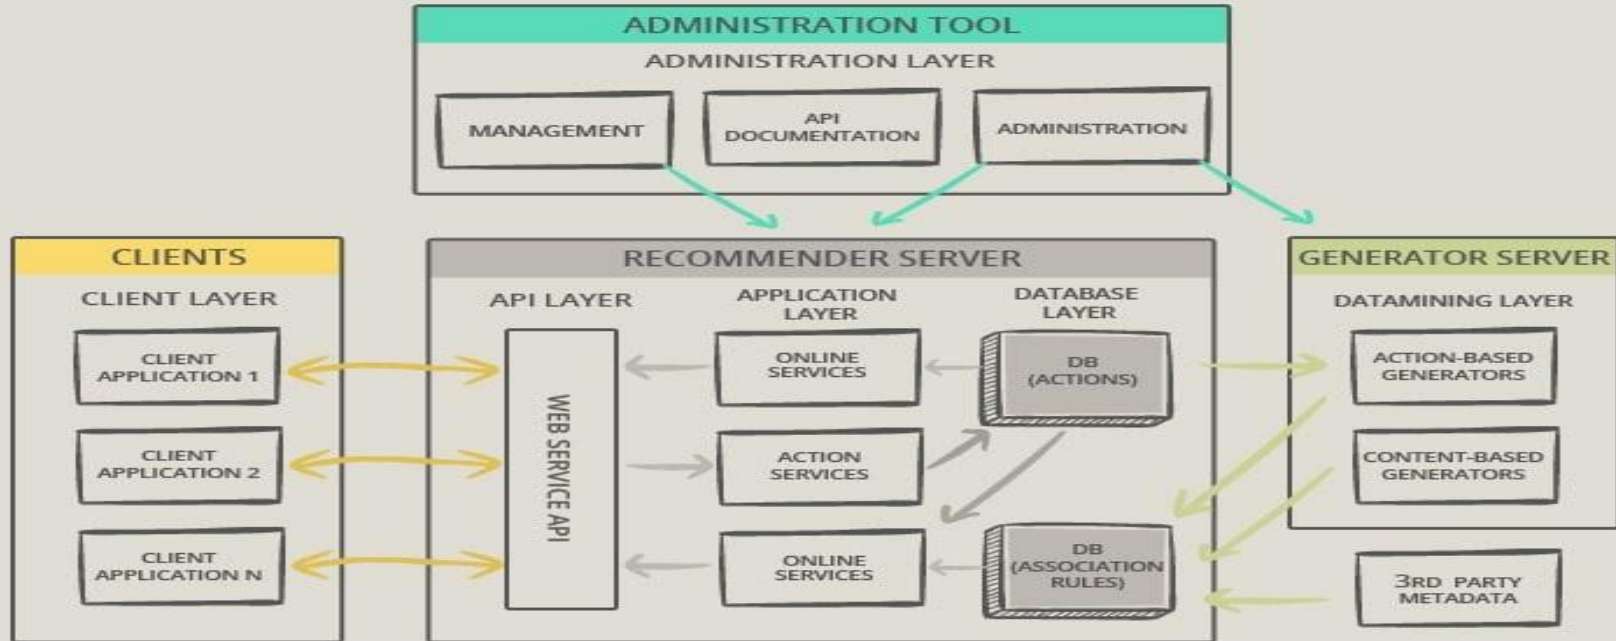 ADMINISTRATION TOOL
ADMINISTRATION LAYER
MANAGEMENT
API
DOCUMENTATION
ADMINISTRATION
CLIENTS
CLIENT LAYER
CLIENT
APPLICATION 1
CLIENT
APPLICATION 2
CLIENT
APPLICATION N
RECOMMENDER SERVER
API LAYER
WEB SERVICE API
APPLICATION
LAYER
ONLINE
SERVICES
ACTION
SERVICES
ONLINE
SERVICES
DATABASE
LAYER
DB
(ACTIONS)
DB
(ASSOCIATION
RULES)
GENERATOR SERVER
DATAMINING LAYER
ACTION-BASED
GENERATORS
CONTENT-BASED
GENERATORS
3RD PARTY
METADATA